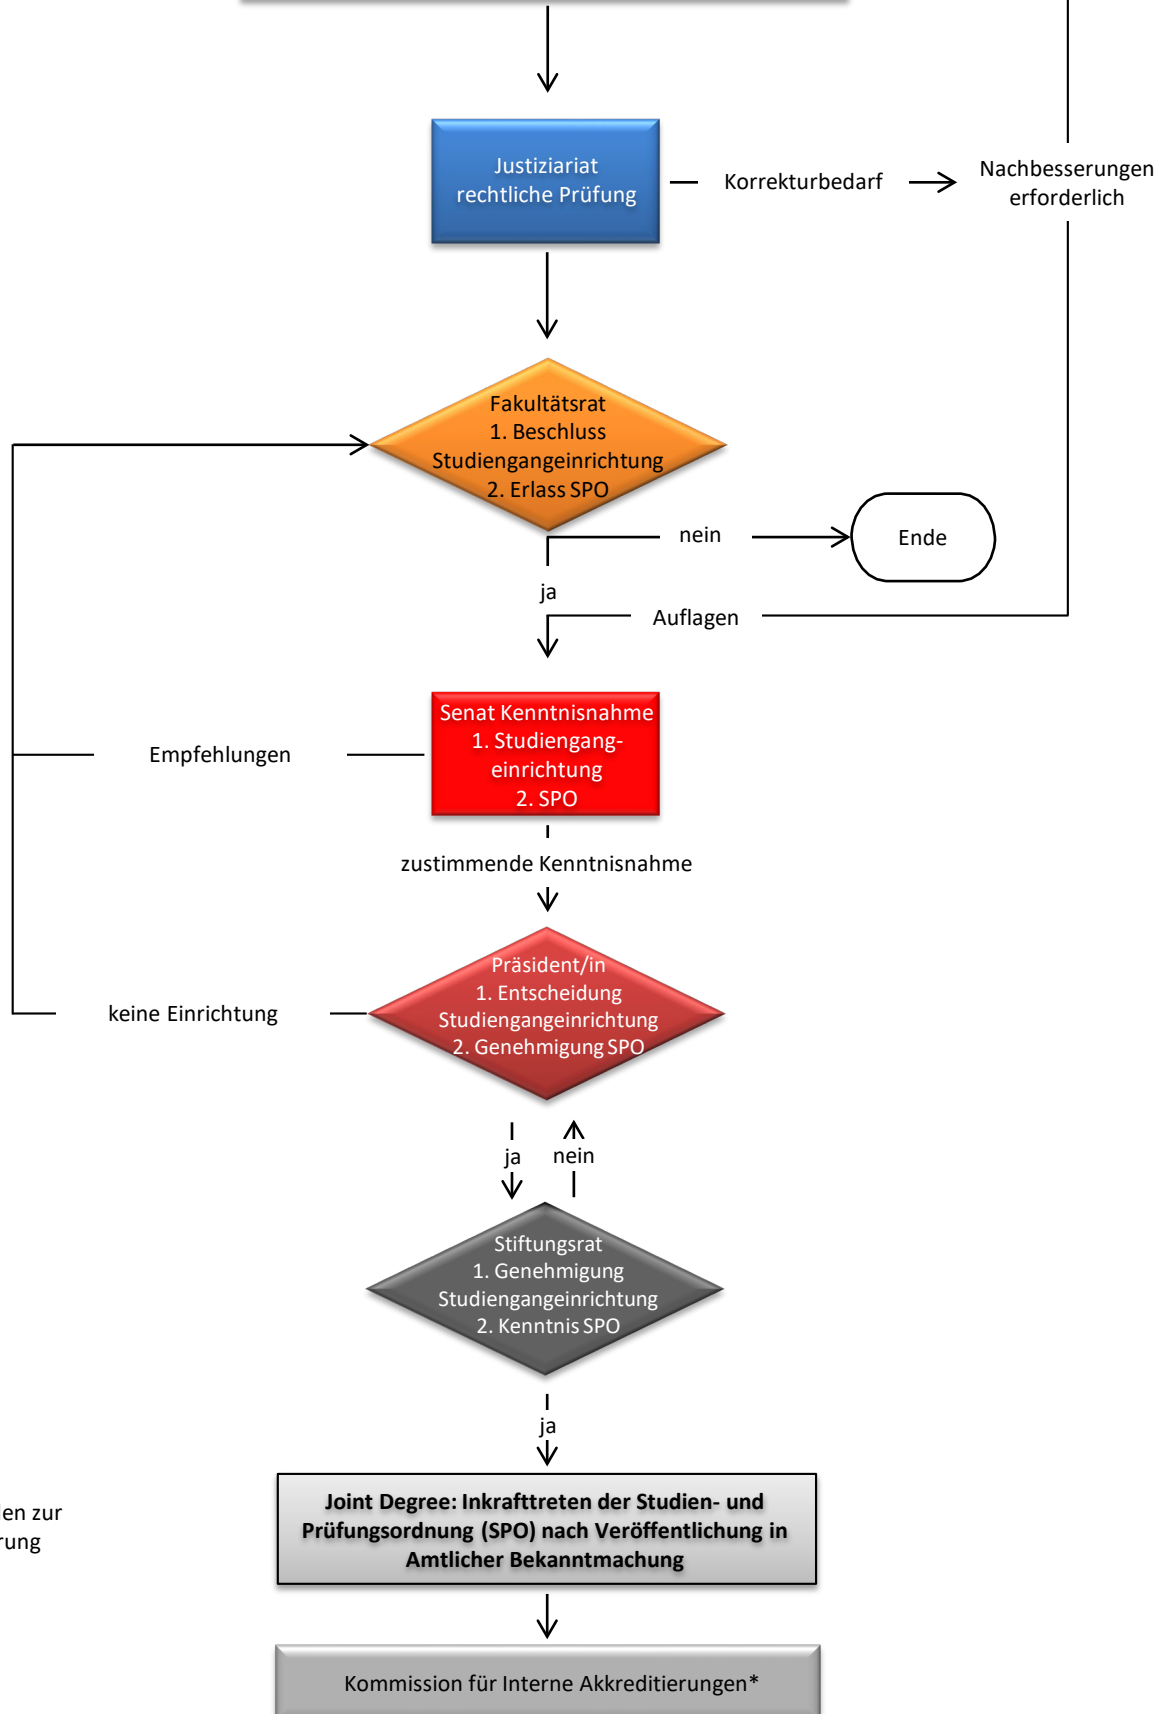 Justiziariat
rechtliche Prüfung
Korrekturbedarf
Nachbesserungen
erforderlich
Fakultätsrat
1. Beschluss
Studiengangeinrichtung
2. Erlass SPO
nein
Ende
ja
Auflagen
Senat Kenntnisnahme
1. Studiengang-
einrichtung
2. SPO
Empfehlungen
zustimmende Kenntnisnahme
Präsident/in
1. Entscheidung
Studiengangeinrichtung
2. Genehmigung SPO
keine Einrichtung
ja
nein
Stiftungsrat
1. Genehmigung
Studiengangeinrichtung
2. Kenntnis SPO
ja
Joint Degree: Inkrafttreten der Studien- und
Prüfungsordnung (SPO) nach Veröffentlichung in
Amtlicher Bekanntmachung
zur
Kommission für Interne Akkreditierungen*